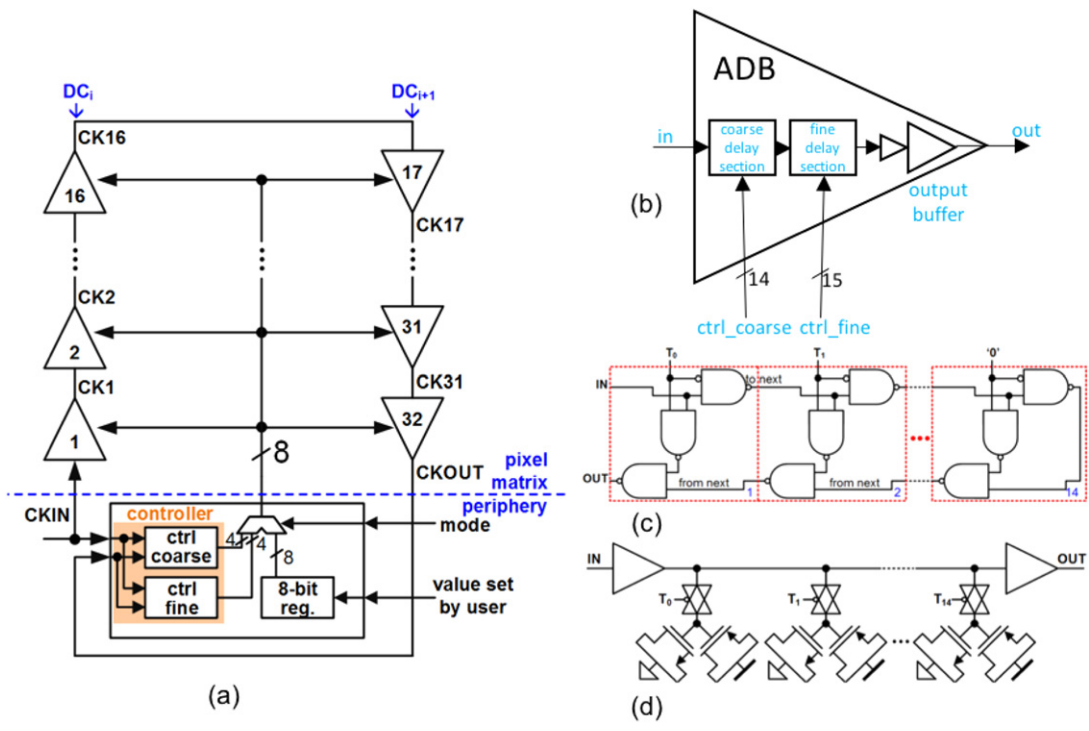 DCi
DCi+1
CK16
16
17
CK17
CK2
2
31
CK31
CK1
1
32
8
CKOUT
pixel
matrix
periphery
CKIN
controller
ctrl
coarse
4
4
8
mode
ctrl
fine
8-bit
reg.
value set
by user
(a)
ADB
in
coarse
delay
section
fine
delay
section
out
output
buffer
(b)
14
15
ctrl_coarse
ctrl_fine
T0
T1
'0'
IN
to next
OUT
from next
1
from next
2
14
(c)
IN
OUT
T0
T1
T14
(d)